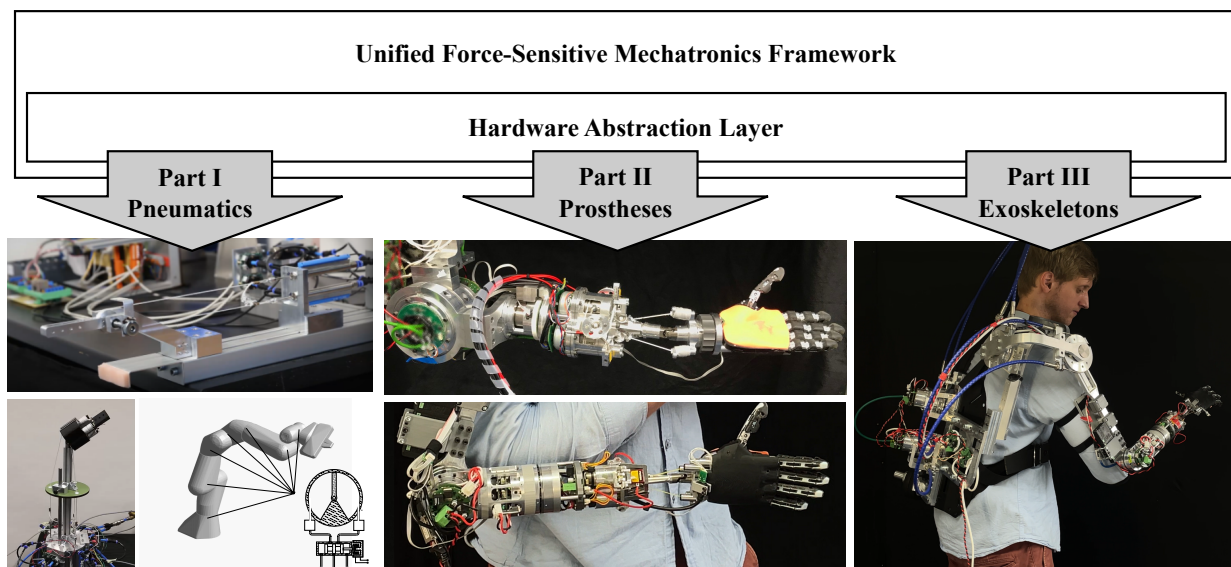 Unified Force-Sensitive Mechatronics Framework
Hardware Abstraction Layer
Part I
Pneumatics
Part II
Prostheses
Part III
Exoskeletons